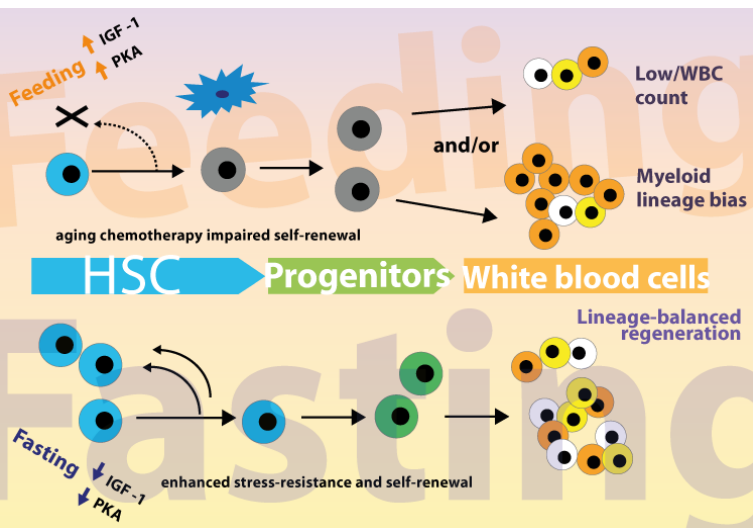 Feeding
Feeding
IGF -1
PKA
Low/WBC
count
and/or
Myeloid
lineage bias
aging chemotherapy impaired self-renewal
HSC
Progenitors
White blood cells
Lineage-balanced
regeneration
Fasting
Fasting
IGF -1
PKA
enhanced stress-resistance and self-renewal